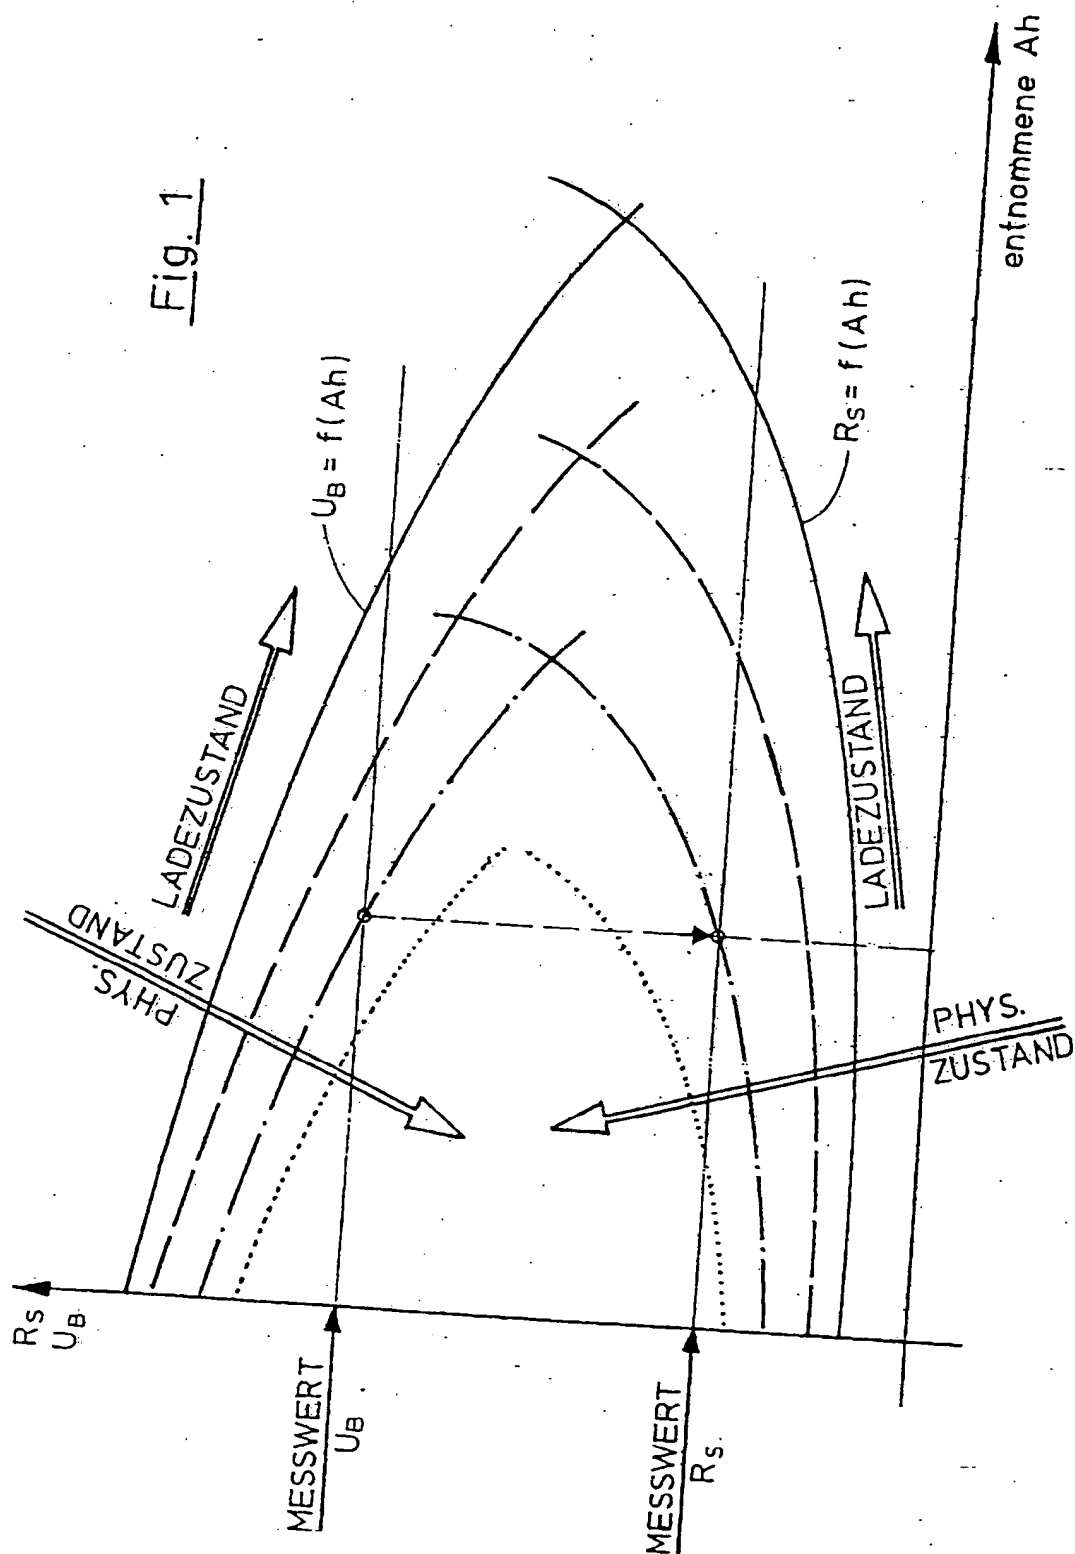 Fig. 1
R_S
U_B
PHYS.
ZUSTAND
LADEZUSTAND
U_B = f(Ah)
MESSWERT
U_B
MESSWERT
R_S.
LADEZUSTAND
R_S = f(Ah)
PHYS.
ZUSTAND
entnommene Ah